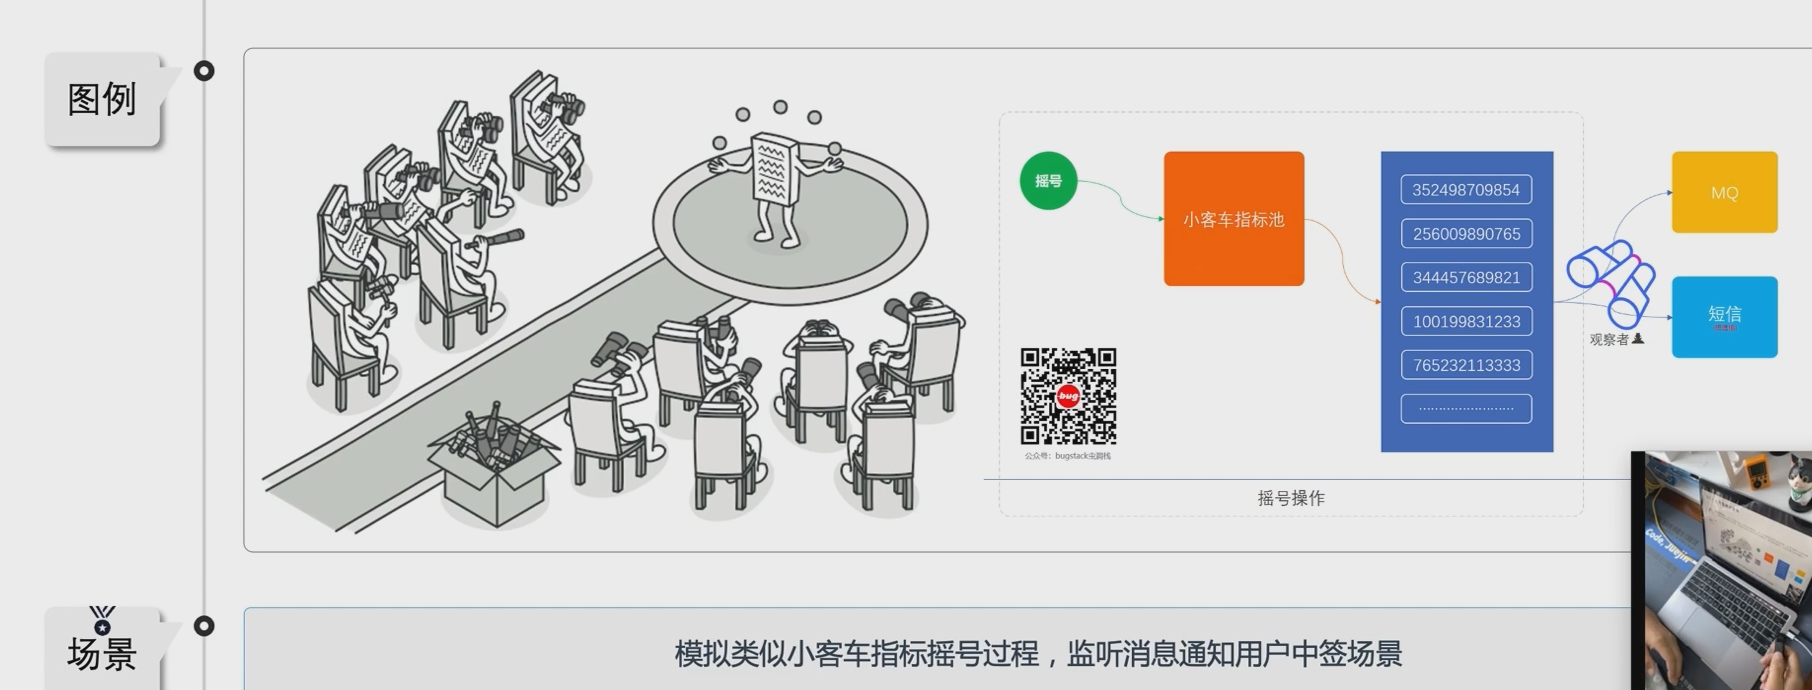 图例
摇号
小客车指标池
352498709854
256009890765
344457689821
100199831233
765232113333
........................
MQ
短信
观察者
bug
公众号：bugstack虫洞栈
摇号操作
场景
模拟类似小客车指标摇号过程，监听消息通知用户中签场景
Code, JueJin